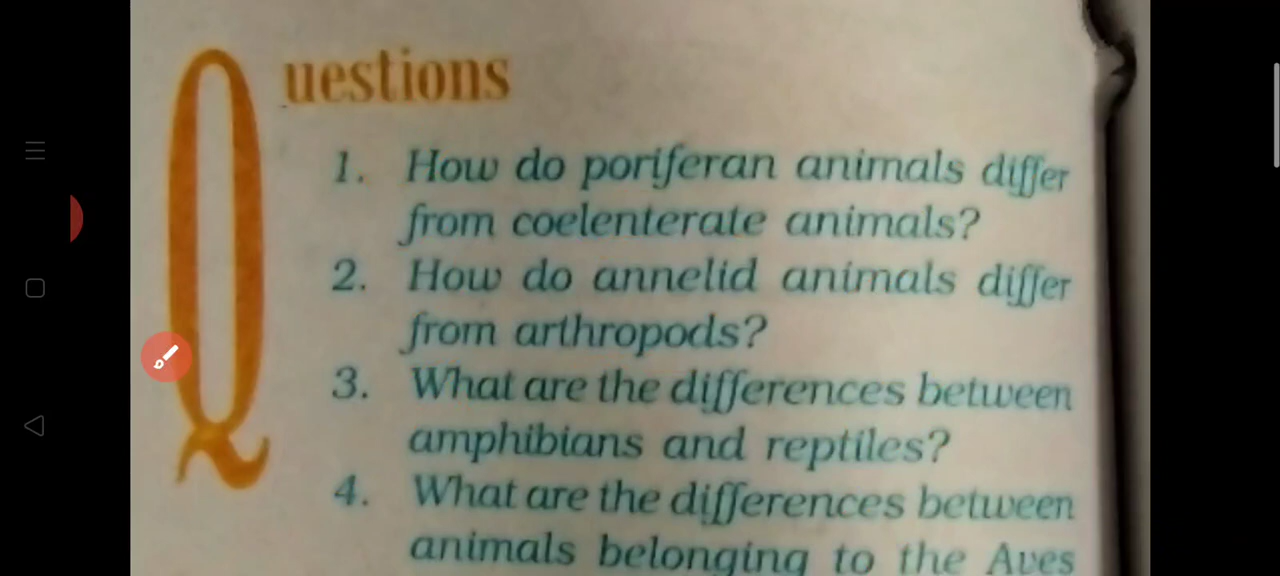 Questions
1. How do poriferan animals differ
from coelenterate animals?
2. How do annelid animals differ
from arthropods?
3. What are the differences between
amphibians and reptiles?
4. What are the differences between
animals belonging to the Aves